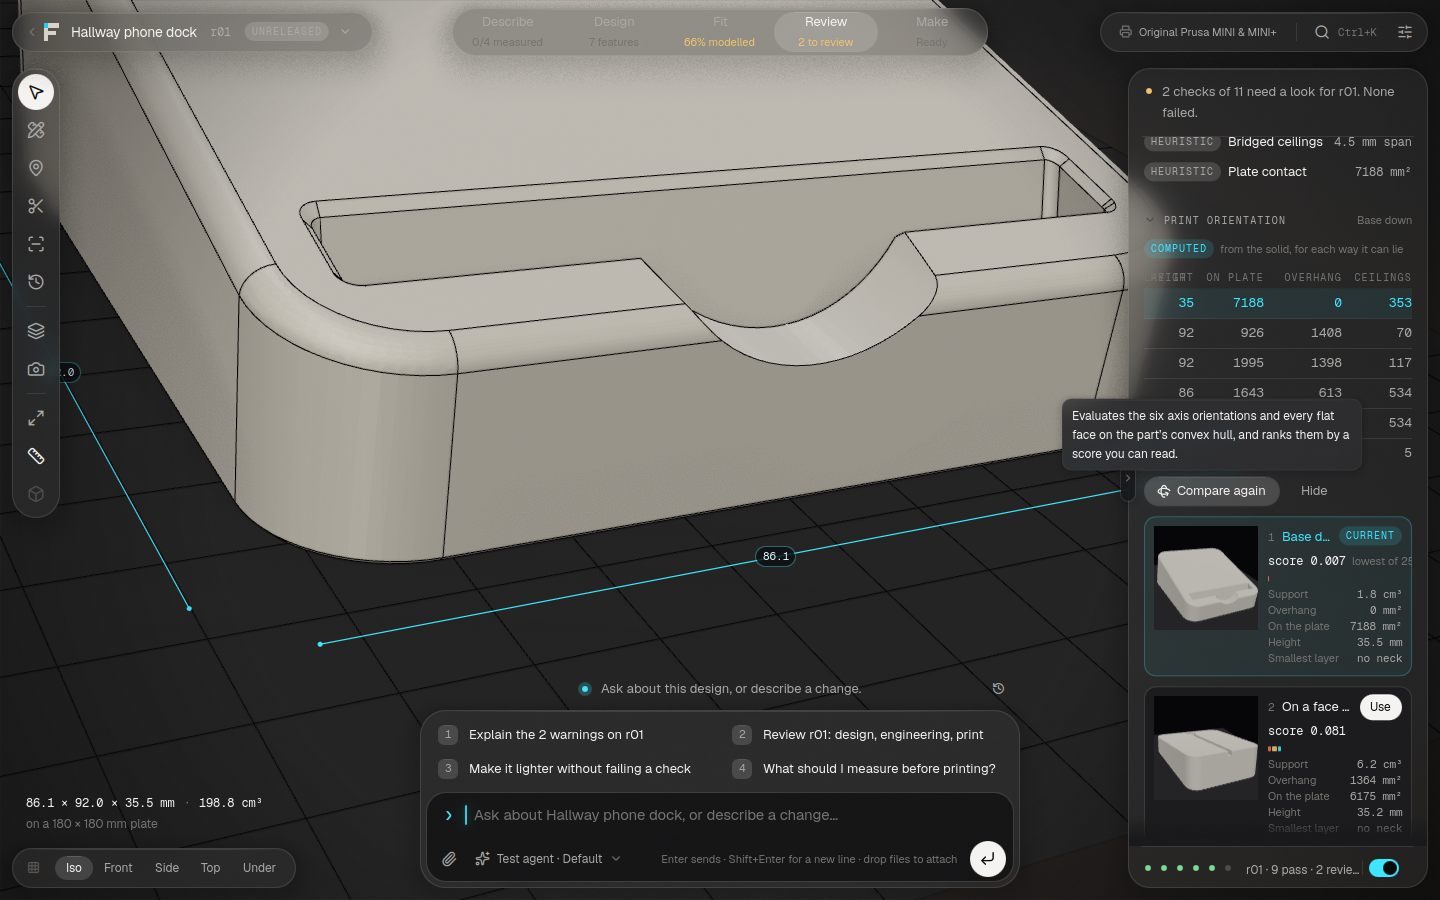 Hallway phone dock r01 UNRELEASED
Describe
0/4 measured
Design
7 features
Fit
66% modelled
Review
2 to review
Make
Ready
Original Prusa MINI & MINI+
Ctrl+K
2 checks of 11 need a look for r01. None
failed.
HEURISTIC Bridged ceilings 4.5 mm span
HEURISTIC Plate contact 7188 mm²
PRINT ORIENTATION Base down
COMPUTED from the solid, for each way it can lie
ON PLATE OVERHANG CEILINGS
35 7188 0 353
92 926 1408 70
92 1995 1398 117
86 1643 613 534
534
5
Evaluates the six axis orientations and every flat
face on the part's convex hull, and ranks them by a
score you can read.
Compare again Hide
1 Base d... CURRENT
score 0.007 lowest of 25
Support 1.8 cm³
Overhang 0 mm²
On the plate 7188 mm²
Height 35.5 mm
Smallest layer no neck
2 On a face ... Use
score 0.081
Support 6.2 cm³
Overhang 1364 mm²
On the plate 6175 mm²
Height 35.2 mm
Smallest layer no neck
r01 · 9 pass · 2 revie...
.0
86.1
Ask about this design, or describe a change.
1 Explain the 2 warnings on r01
2 Review r01: design, engineering, print
3 Make it lighter without failing a check
4 What should I measure before printing?
Ask about Hallway phone dock, or describe a change...
Test agent · Default
Enter sends · Shift+Enter for a new line · drop files to attach
86.1 × 92.0 × 35.5 mm · 198.8 cm³
on a 180 × 180 mm plate
Iso Front Side Top Under